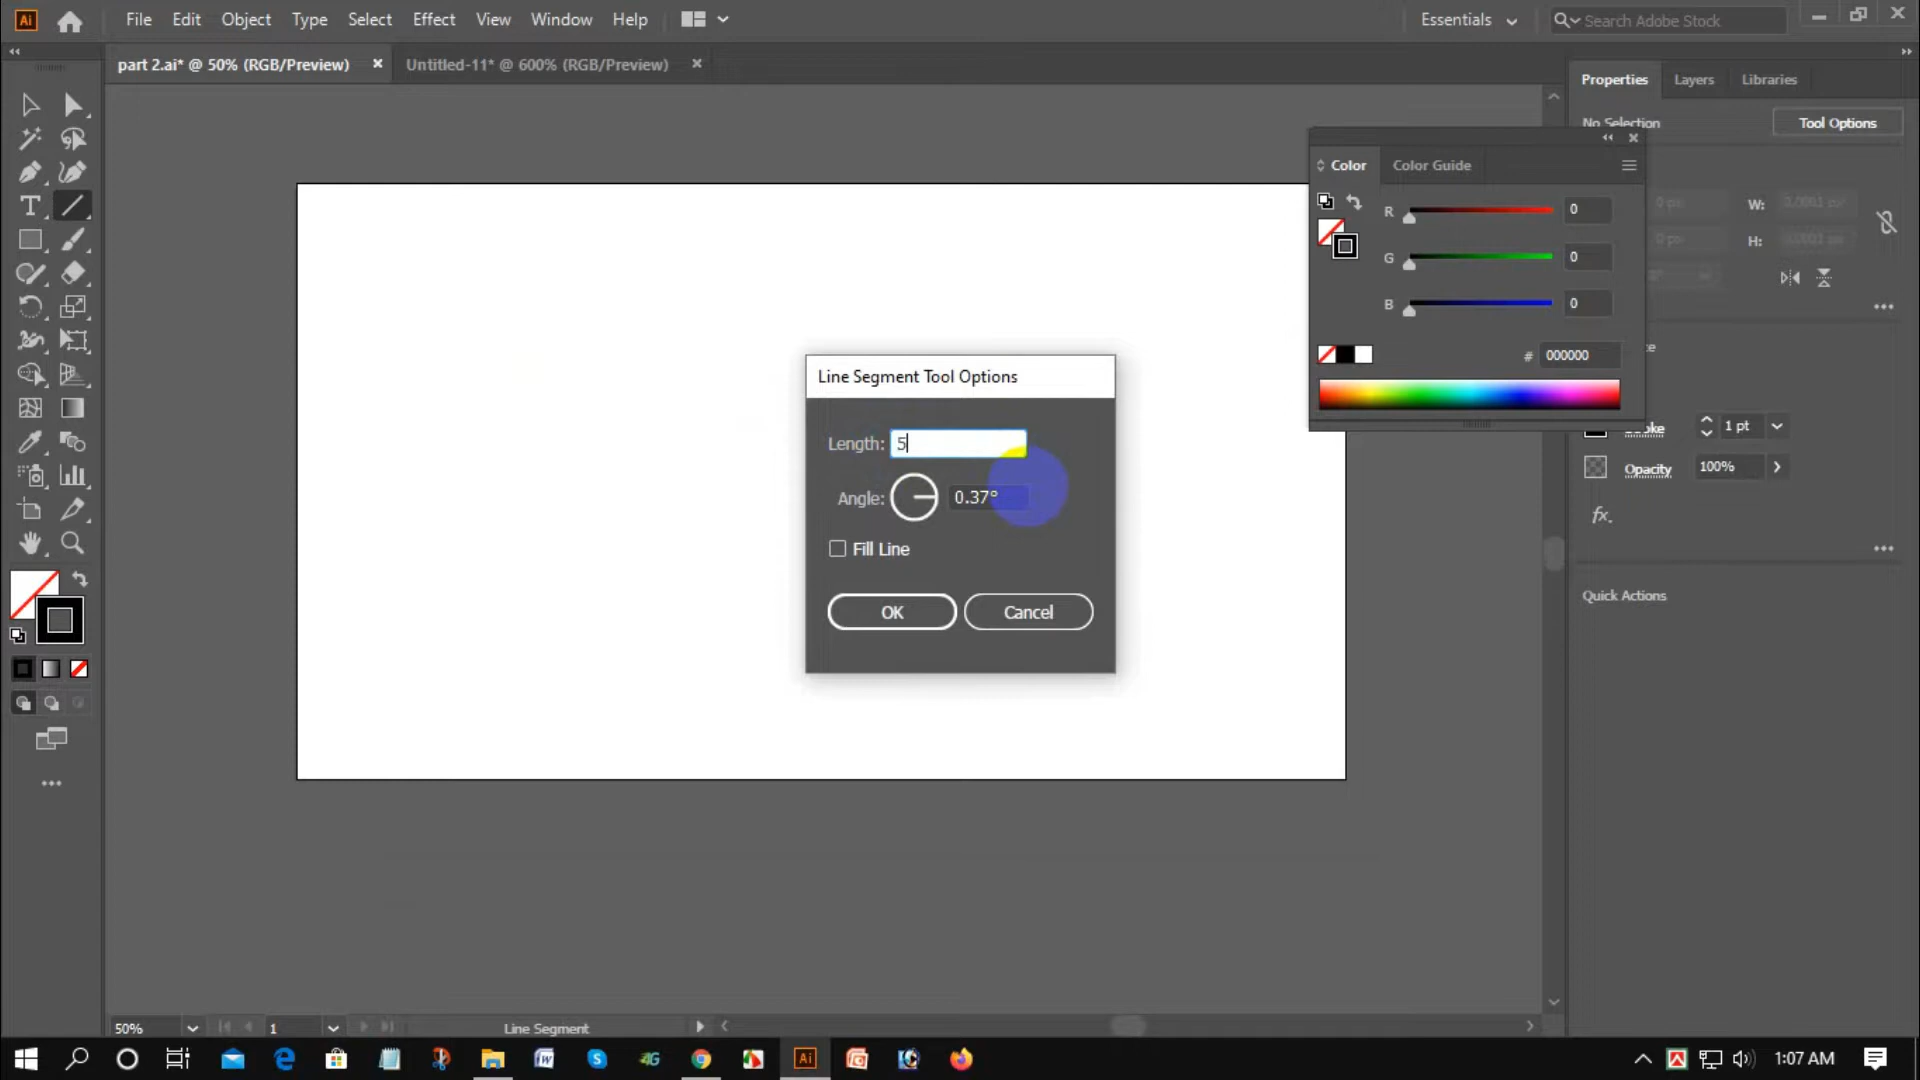 Ai File Edit Object Type Select Effect View Window Help Essentials Search Adobe Stock
part 2.ai* @ 50% (RGB/Preview) × Untitled-11* @ 600% (RGB/Preview) ×
Properties Layers Libraries
No Selection Tool Options
Color Color Guide
W:
H:
R 0
G 0
B 0
# 000000
Line Segment Tool Options
Length: 5
Angle: 0.37°
Fill Line
OK Cancel
1 pt
Opacity 100%
fx.
Quick Actions
50% 1 Line Segment
Ai 1:07 AM